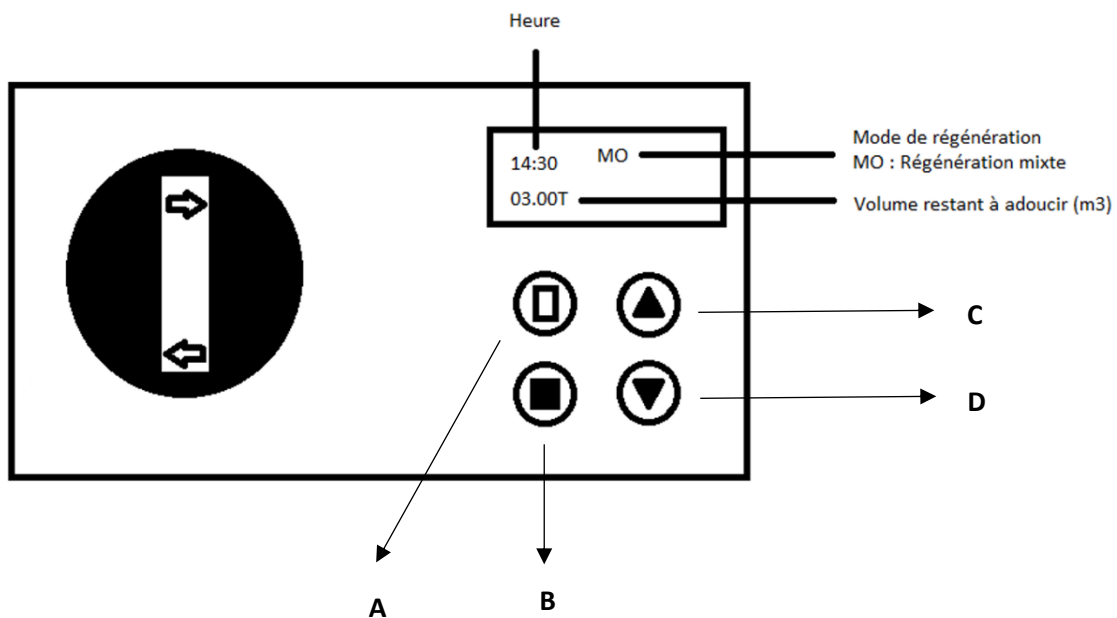 Heure
14:30 MO
03.00T
Mode de régénération
MO : Régénération mixte
Volume restant à adoucir (m3)
C
D
A
B